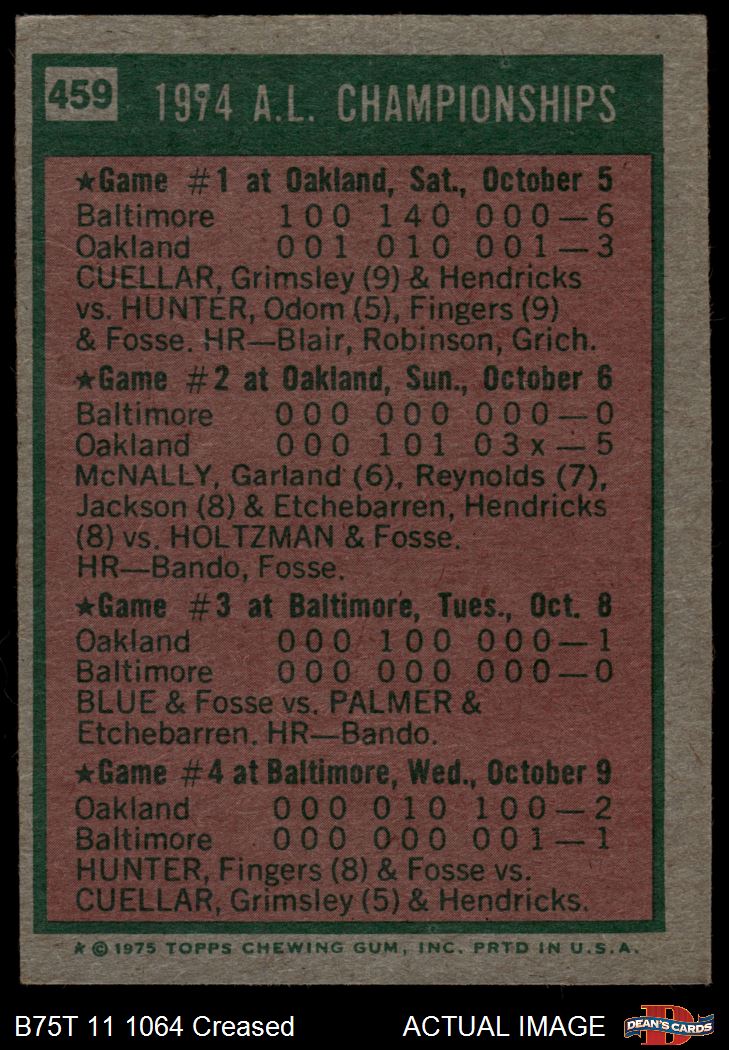 459 1974 A.L. CHAMPIONSHIPS
★Game #1 at Oakland, Sat., October 5
Baltimore 100 140 000—6
Oakland 001 010 001—3
CUELLAR, Grimsley (9) & Hendricks
vs. HUNTER, Odom (5), Fingers (9)
& Fosse. HR—Blair, Robinson, Grich.
★Game #2 at Oakland, Sun., October 6
Baltimore 000 000 000—0
Oakland 000 101 03x—5
McNALLY, Garland (6), Reynolds (7),
Jackson (8) & Etchebarren, Hendricks
(8) vs. HOLTZMAN & Fosse.
HR—Bando, Fosse.
★Game #3 at Baltimore, Tues., Oct. 8
Oakland 000 100 000—1
Baltimore 000 000 000—0
BLUE & Fosse vs. PALMER &
Etchebarren. HR—Bando.
★Game #4 at Baltimore, Wed., October 9
Oakland 000 010 100—2
Baltimore 000 000 001—1
HUNTER, Fingers (8) & Fosse vs.
CUELLAR, Grimsley (5) & Hendricks.
★ © 1975 TOPPS CHEWING GUM, INC. PRTD IN U.S.A.
B75T 11 1064 Creased ACTUAL IMAGE DEAN'S CARDS